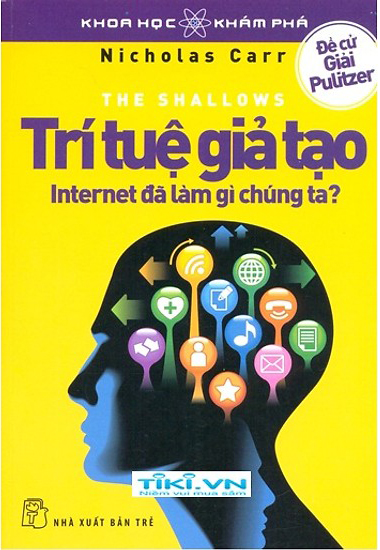 KHOA HỌC KHÁM PHÁ
Nicholas Carr
Đề cử
Giải
Pulitzer
THE SHALLOWS
Trí tuệ giả tạo
Internet đã làm gì chúng ta?
TiKi.VN
Niềm vui mua sắm
NHÀ XUẤT BẢN TRẺ